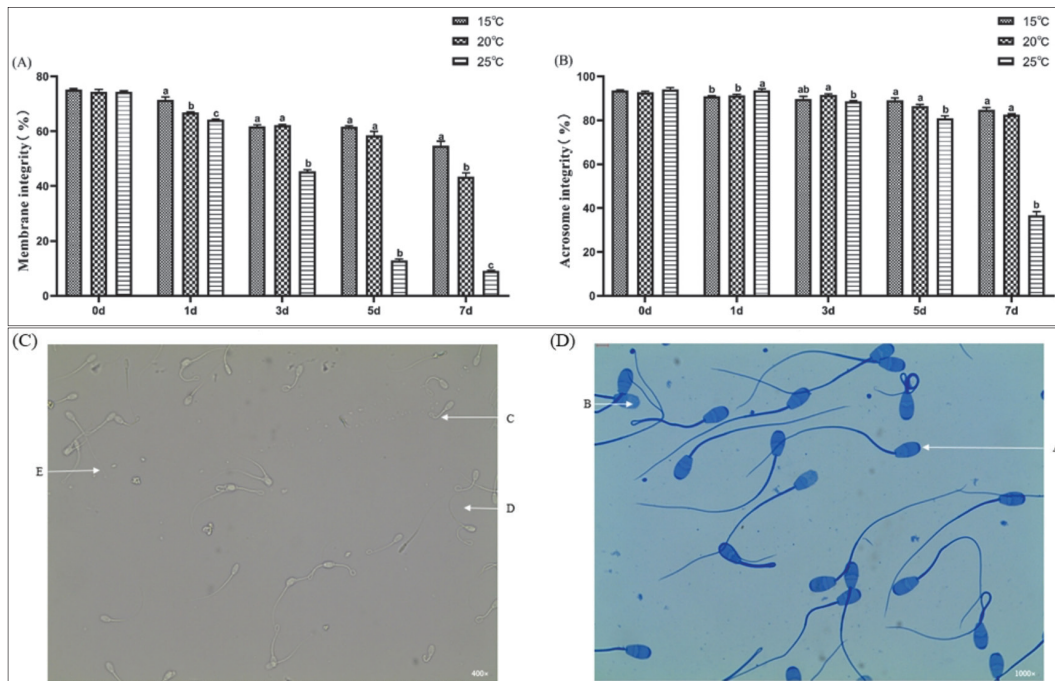 15℃
20℃
25℃
(A)
Membrane integrity ( % )
80
60
40
20
0
a
b
c
a
a
b
a
a
b
a
b
c
0d
1d
3d
5d
7d
15℃
20℃
25℃
(B)
Acrosome integrity ( % )
100
80
60
40
20
0
b
b
a
ab
a
b
a
a
b
a
a
b
0d
1d
3d
5d
7d
(C)
C
E
D
400×
(D)
B
1000×